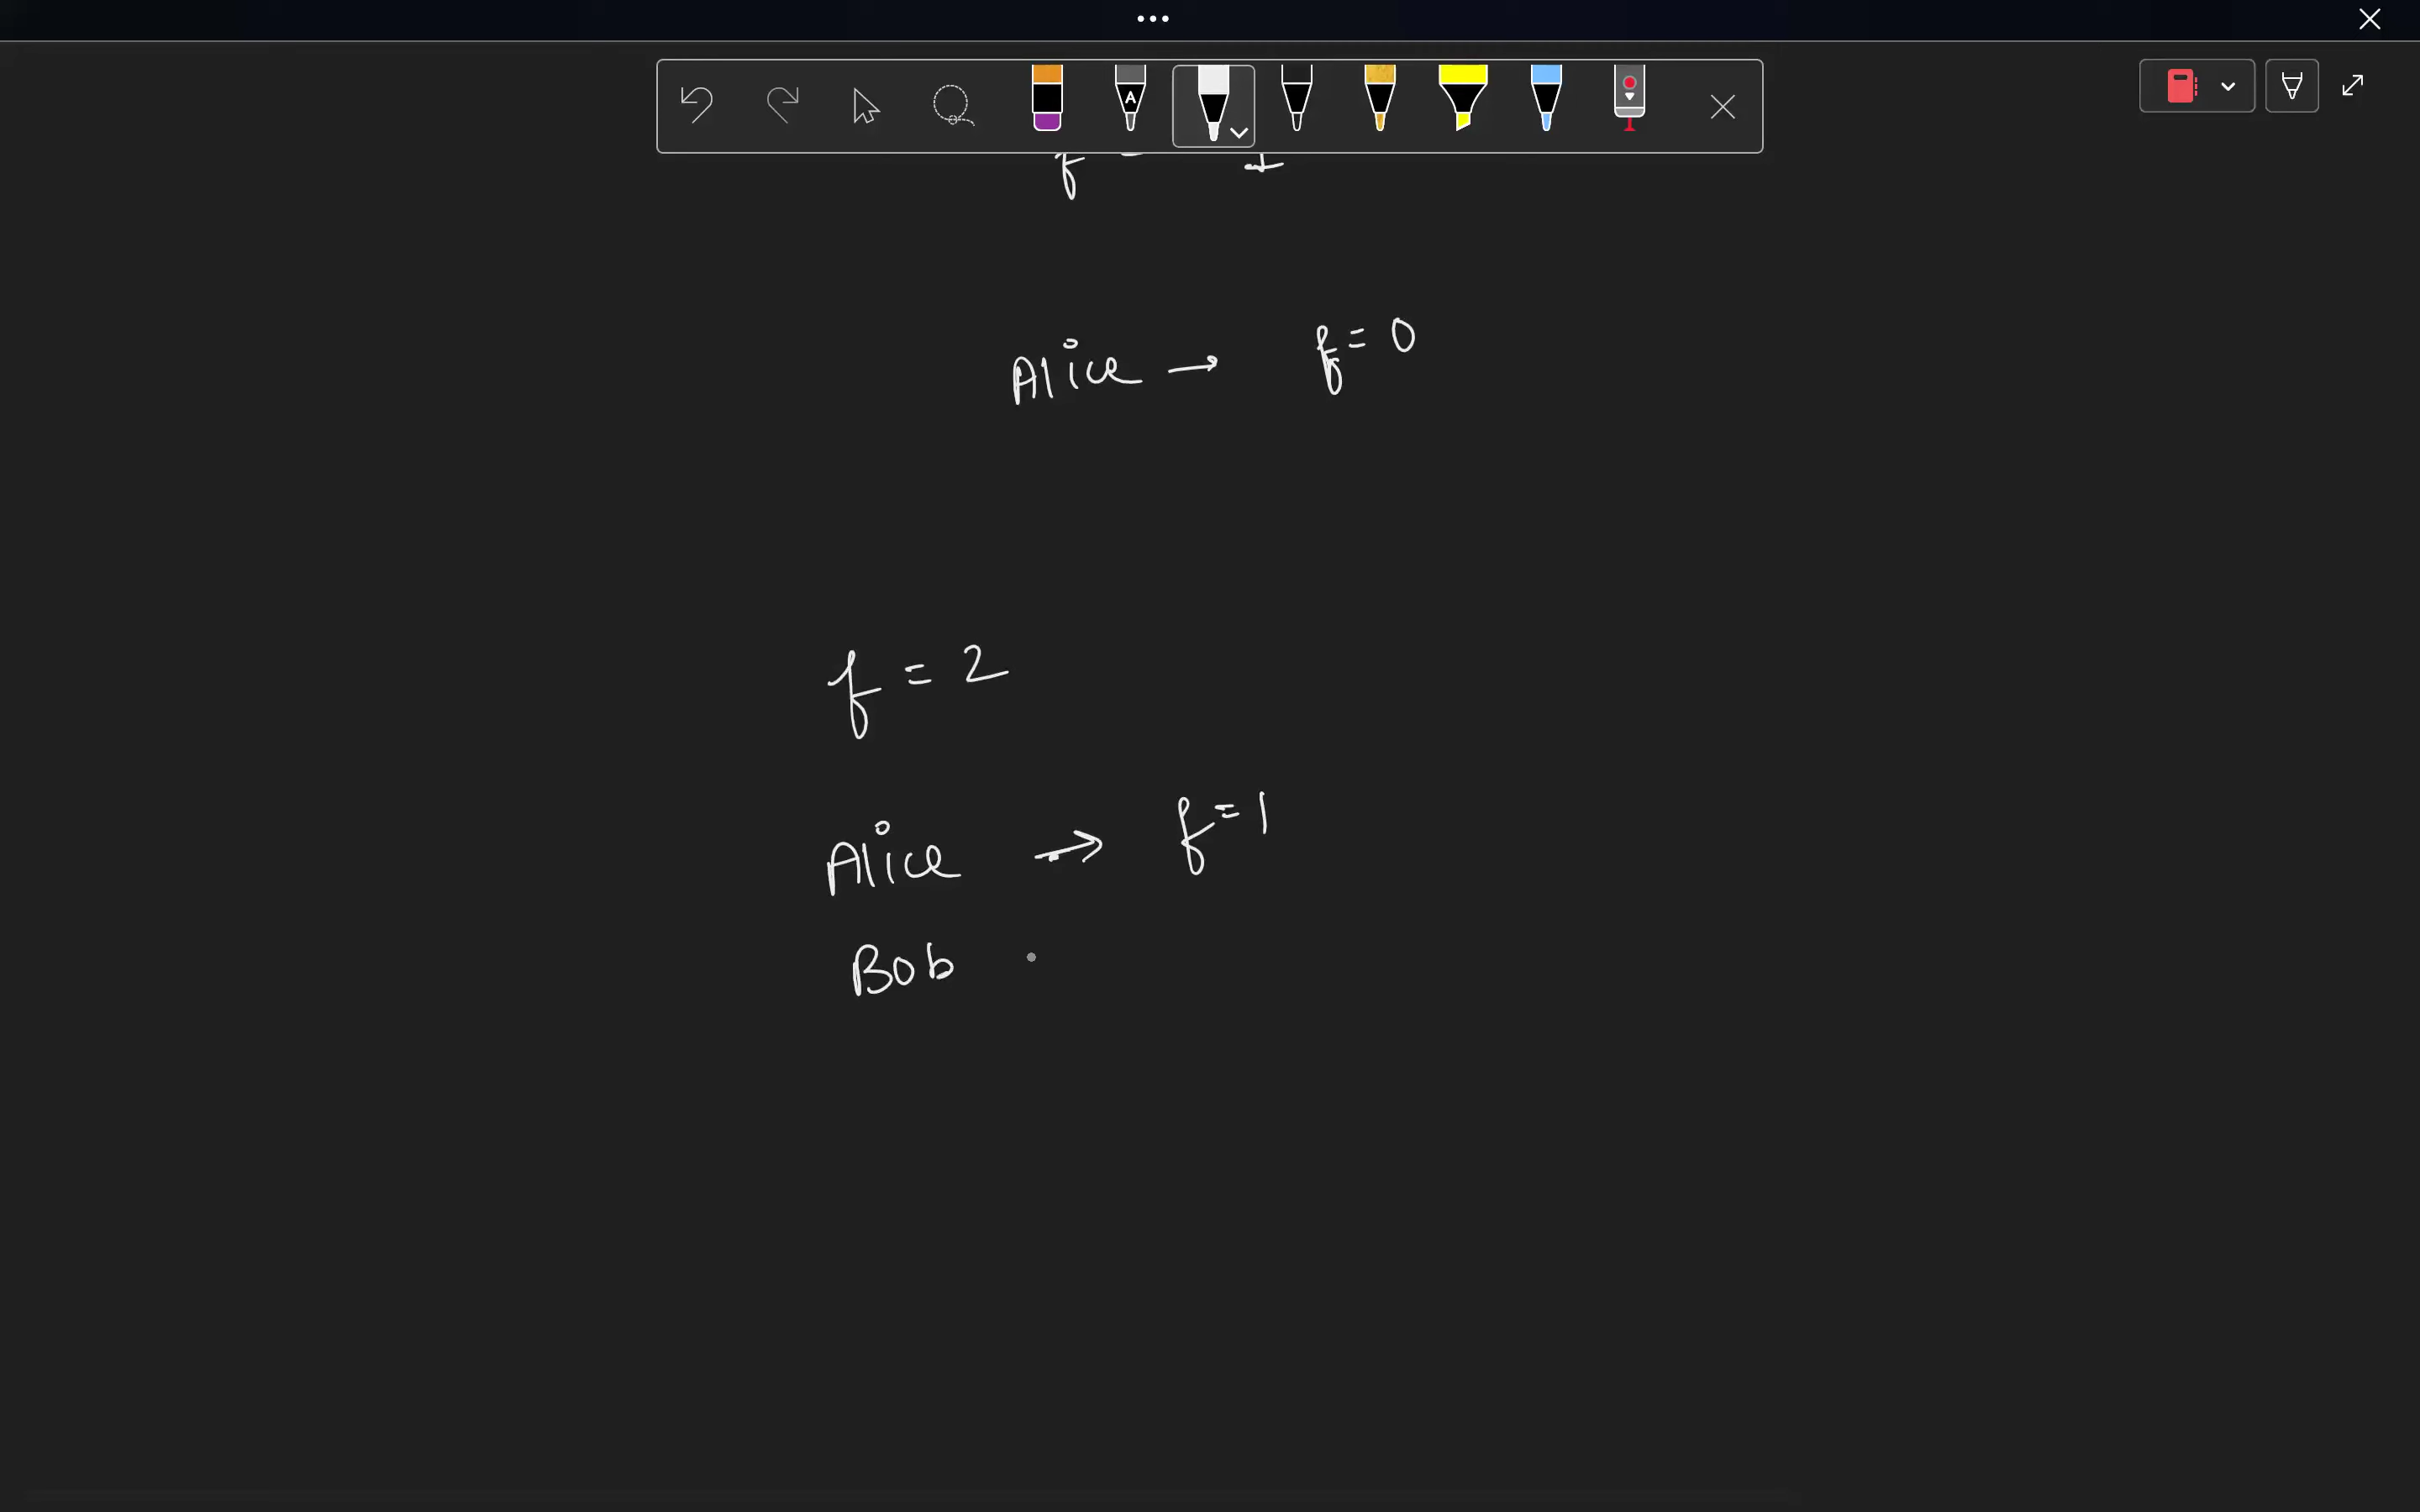 Alice → f = 0
f = 2
Alice → f = 1
Bob